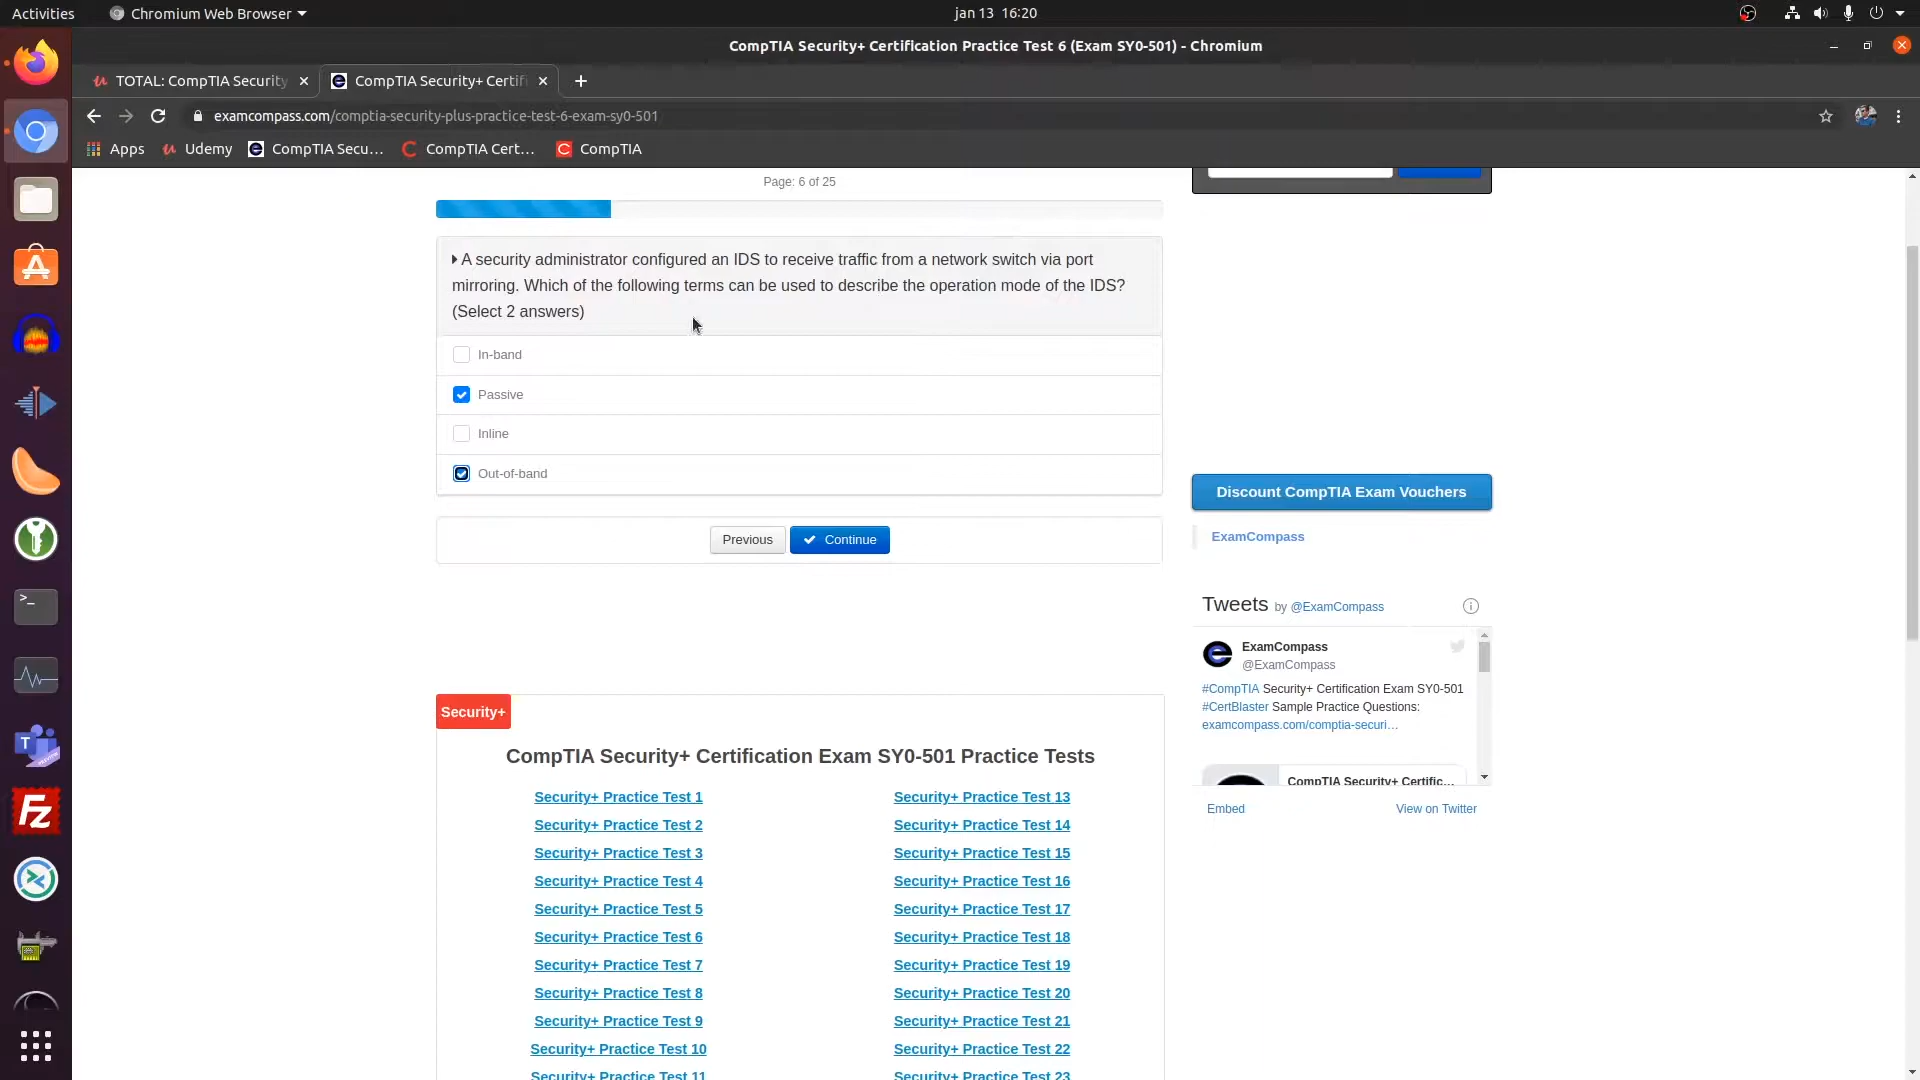 Activities
Chromium Web Browser
jan 13 16:20
CompTIA Security+ Certification Practice Test 6 (Exam SY0-501) - Chromium
TOTAL: CompTIA Security
CompTIA Security+ Certifi
examcompass.com/comptia-security-plus-practice-test-6-exam-sy0-501
Apps
Udemy
CompTIA Secu...
CompTIA Cert...
CompTIA
Page: 6 of 25
A security administrator configured an IDS to receive traffic from a network switch via port
mirroring. Which of the following terms can be used to describe the operation mode of the IDS?
(Select 2 answers)
In-band
Passive
Inline
Out-of-band
Previous
Continue
Discount CompTIA Exam Vouchers
ExamCompass
Tweets by @ExamCompass
ExamCompass
@ExamCompass
#CompTIA Security+ Certification Exam SY0-501
#CertBlaster Sample Practice Questions:
examcompass.com/comptia-securi…
CompTIA Security+ Certific...
Embed
View on Twitter
Security+
CompTIA Security+ Certification Exam SY0-501 Practice Tests
Security+ Practice Test 1
Security+ Practice Test 2
Security+ Practice Test 3
Security+ Practice Test 4
Security+ Practice Test 5
Security+ Practice Test 6
Security+ Practice Test 7
Security+ Practice Test 8
Security+ Practice Test 9
Security+ Practice Test 10
Security+ Practice Test 11
Security+ Practice Test 13
Security+ Practice Test 14
Security+ Practice Test 15
Security+ Practice Test 16
Security+ Practice Test 17
Security+ Practice Test 18
Security+ Practice Test 19
Security+ Practice Test 20
Security+ Practice Test 21
Security+ Practice Test 22
Security+ Practice Test 23